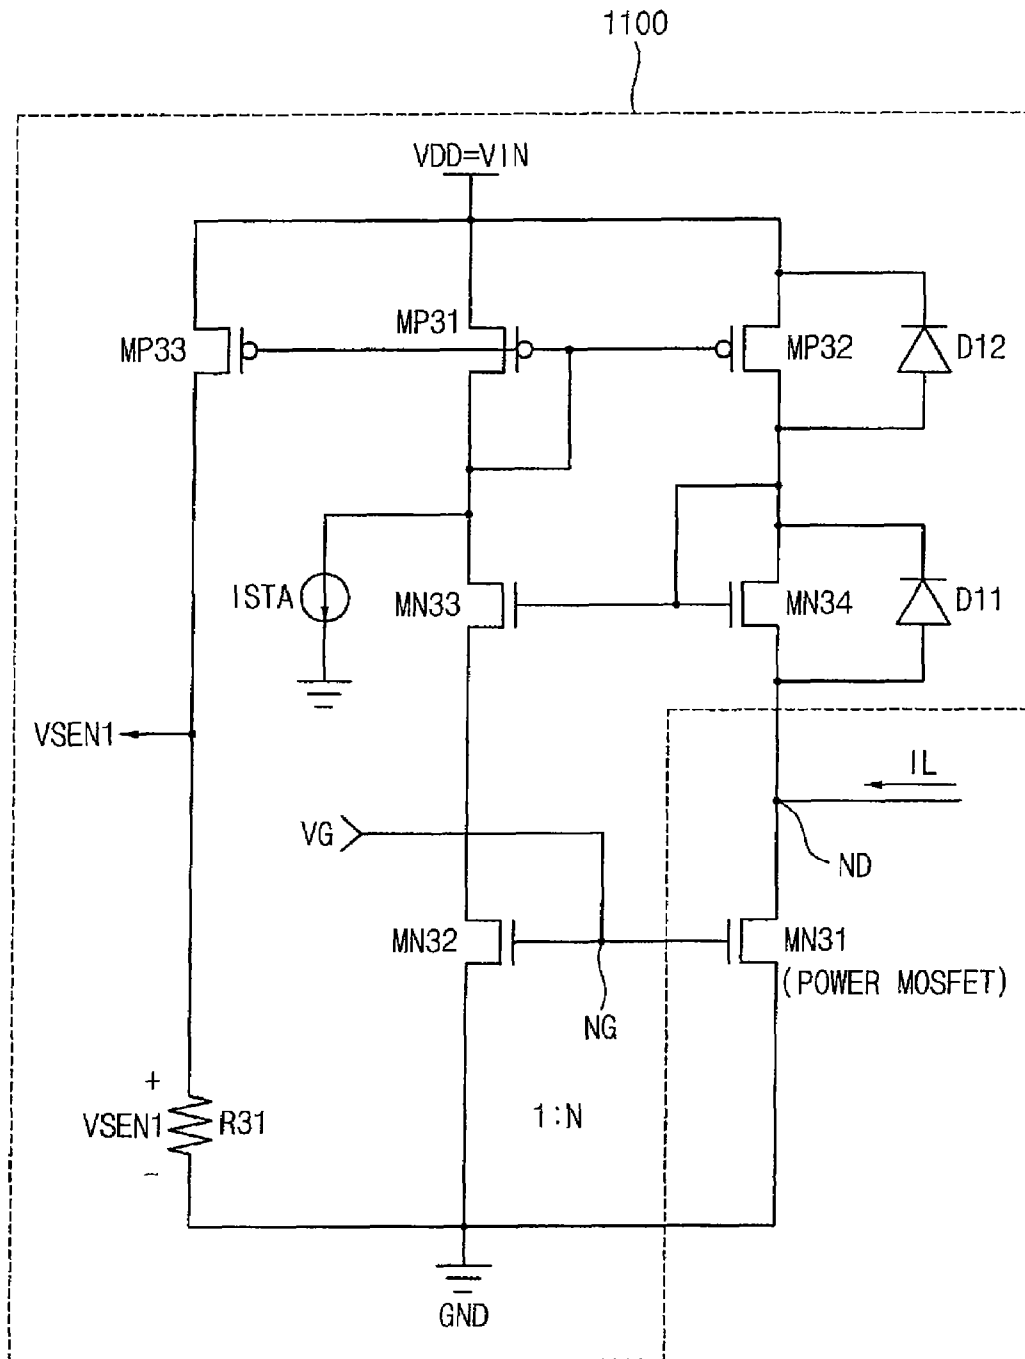 1100
VDD=VIN
MP33
MP31
MP32
D12
ISTA
MN33
MN34
D11
VSEN1
IL
VG
ND
MN32
MN31
(POWER MOSFET)
NG
+
VSEN1
R31
−
1:N
GND